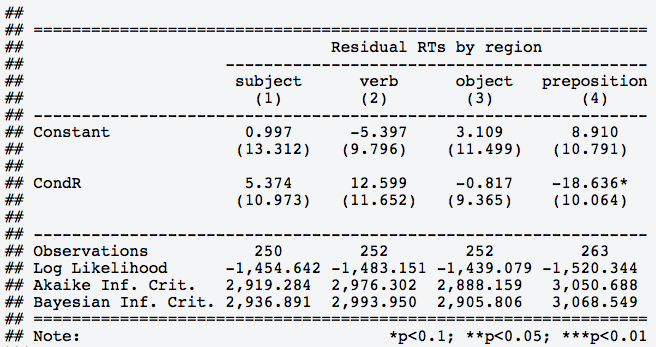 ##
## =================================================================
##                                Residual RTs by region
##                     ---------------------------------------------
##                      subject      verb       object   preposition
##                        (1)         (2)         (3)        (4)
## -----------------------------------------------------------------
## Constant              0.997      -5.397       3.109      8.910
##                     (13.312)     (9.796)    (11.499)   (10.791)
##
## CondR                 5.374      12.599      -0.817    -18.636*
##                     (10.973)    (11.652)     (9.365)   (10.064)
##
## -----------------------------------------------------------------
## Observations           250         252         252        263
## Log Likelihood      -1,454.642 -1,483.151 -1,439.079 -1,520.344
## Akaike Inf. Crit.   2,919.284   2,976.302   2,888.159  3,050.688
## Bayesian Inf. Crit. 2,936.891   2,993.950   2,905.806  3,068.549
## =================================================================
## Note:                                *p<0.1; **p<0.05; ***p<0.01